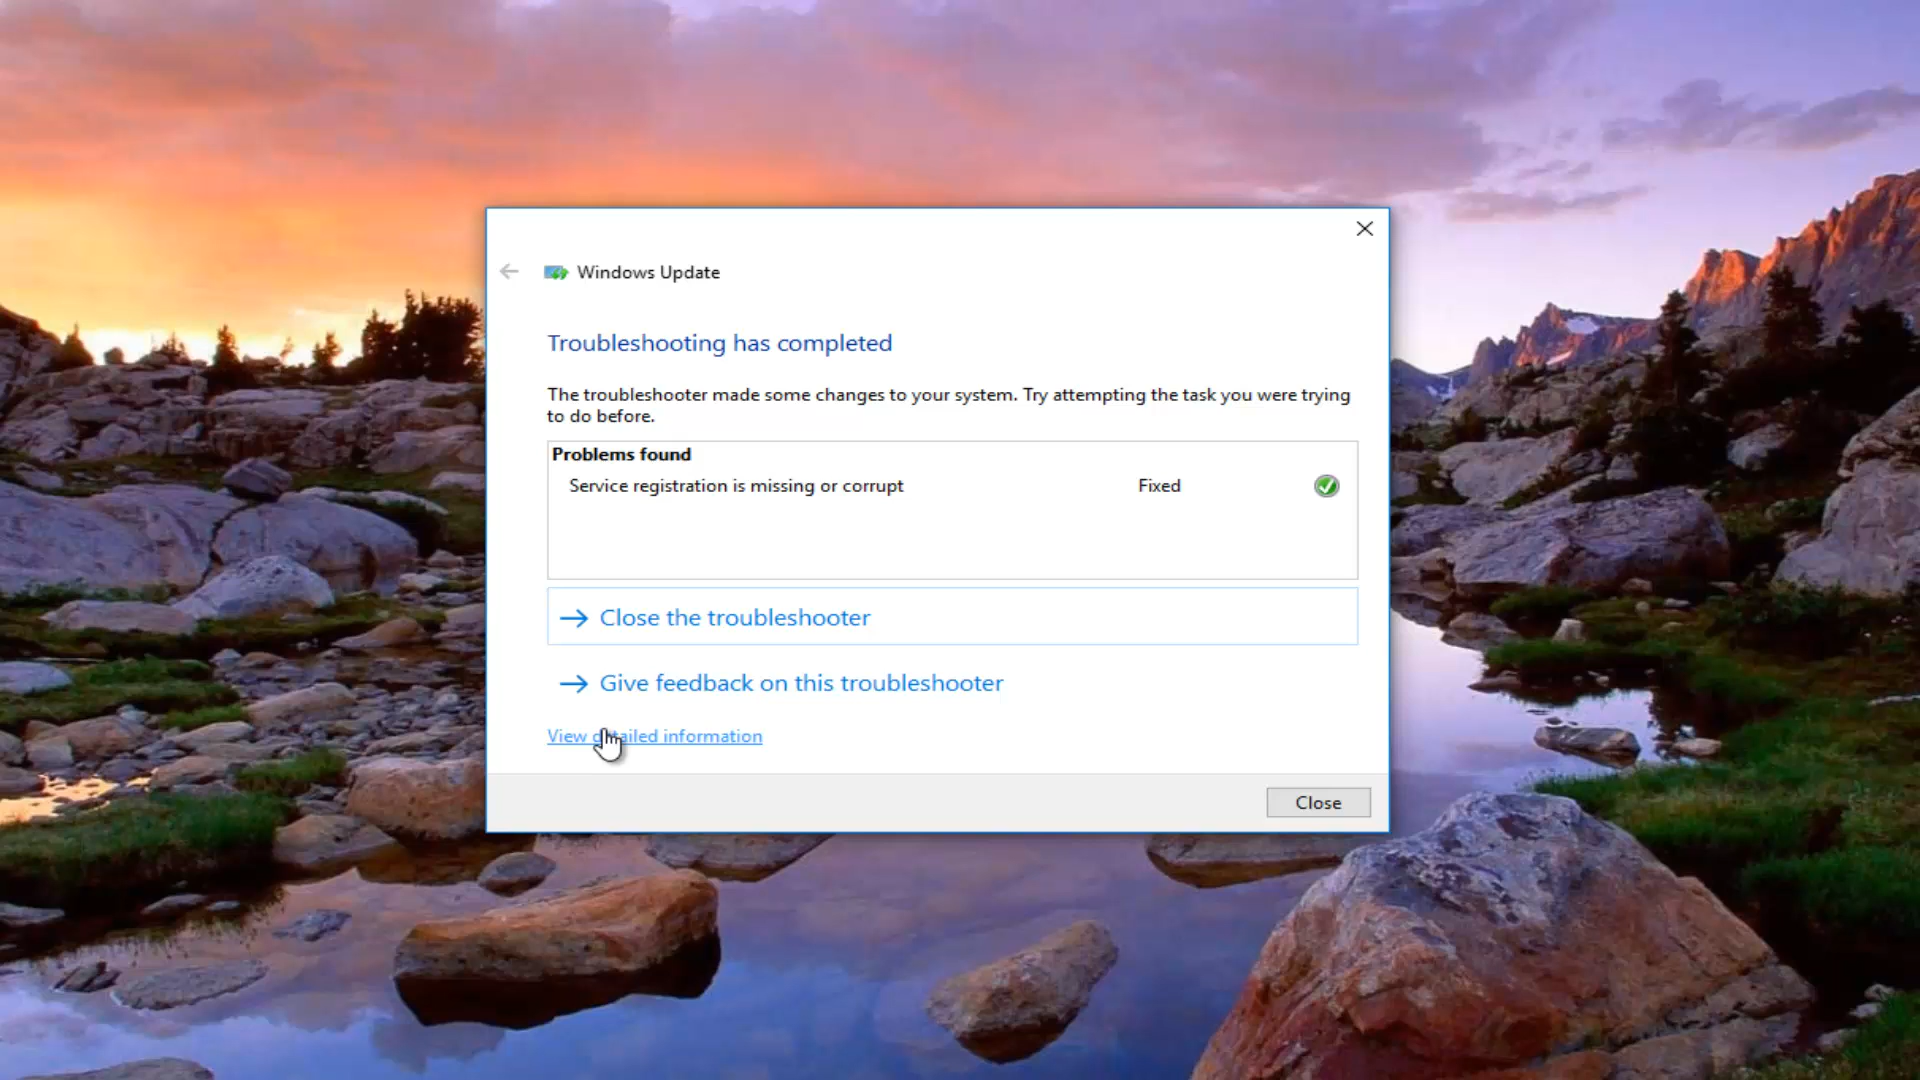 Windows Update
Troubleshooting has completed
The troubleshooter made some changes to your system. Try attempting the task you were trying
to do before.
Problems found
Service registration is missing or corrupt Fixed
Close the troubleshooter
Give feedback on this troubleshooter
View detailed information
Close